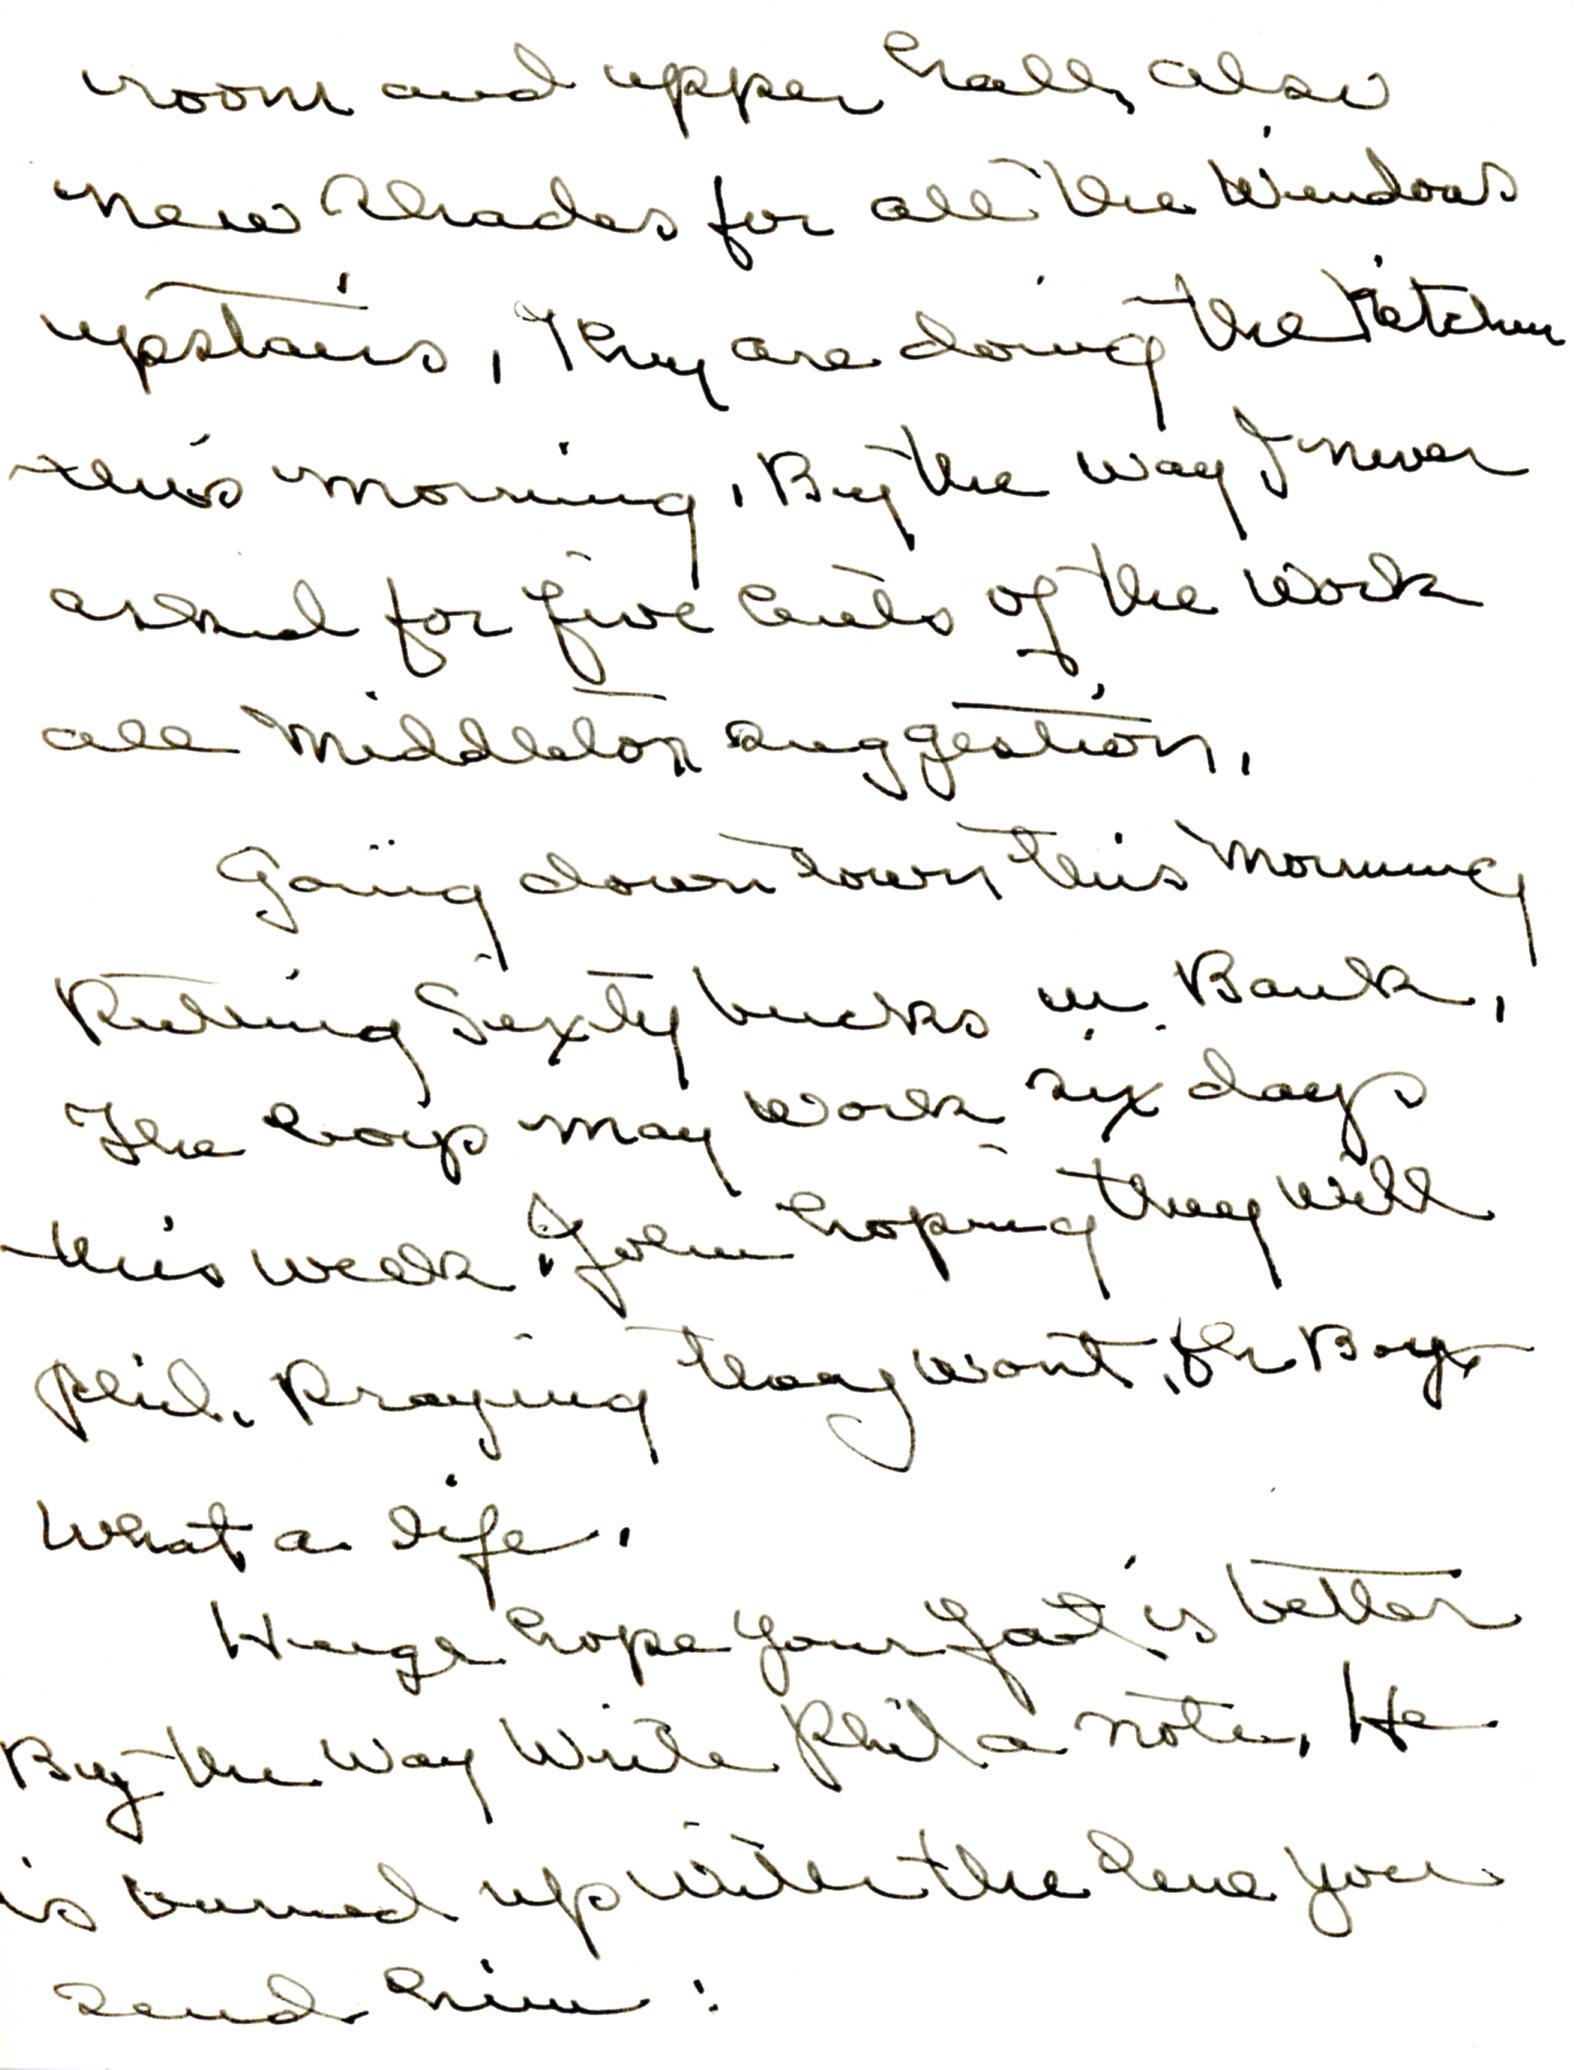 room and upper hall, also
new shades for all the windows
upstairs, They are doing the kitchen
this morning, By the way I never
asked for five cents of the work
all Middleton suggestion,
Going down town this morning
Puting Sixty bucks in Bank,
The boys may work six days
this week, John hoping they will
Phil. Praying they wont, Oh Boy,
What a life.
Huge hope your foot is better
By the way Write Phil a note, He
is burned up with the line you
send him: